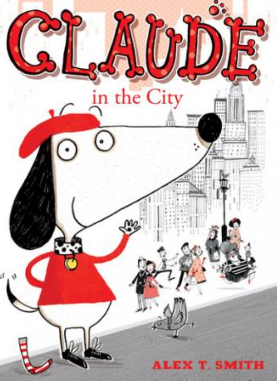 CLAUDE
in the City
ALEX T. SMITH